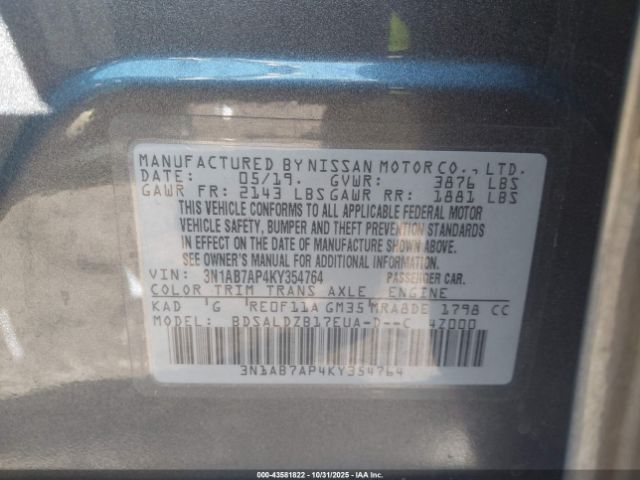 MANUFACTURED BY NISSAN MOTOR CO., LTD.
DATE: 05/19. GVWR: 3876 LBS
GAWR FR: 2143 LBS GAWR RR: 1881 LBS
THIS VEHICLE CONFORMS TO ALL APPLICABLE FEDERAL MOTOR
VEHICLE SAFETY, BUMPER AND THEFT PREVENTION STANDARDS
IN EFFECT ON THE DATE OF MANUFACTURE SHOWN ABOVE.
SEE OWNER'S MANUAL FOR ADDITIONAL INFORMATION.
VIN: 3N1AB7AP4KY354764 PASSENGER CAR.
COLOR TRIM TRANS AXLE ENGINE
KAD 'G RE0F11A GM35 MRA8DE 1798 CC
MODEL: BDSALDZB17EUA-D--C 4Z000
3N1AB7AP4KY354764
000-43581822 | 10/31/2025 | IAAI.COM